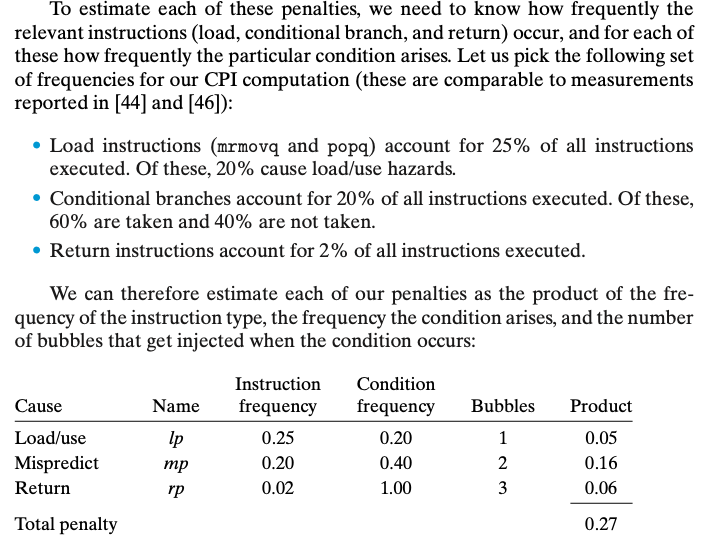 To estimate each of these penalties, we need to know how frequently the
relevant instructions (load, conditional branch, and return) occur, and for each of
these how frequently the particular condition arises. Let us pick the following set
of frequencies for our CPI computation (these are comparable to measurements
reported in [44] and [46]):
• Load instructions (mrmovq and popq) account for 25% of all instructions
executed. Of these, 20% cause load/use hazards.
• Conditional branches account for 20% of all instructions executed. Of these,
60% are taken and 40% are not taken.
• Return instructions account for 2% of all instructions executed.
We can therefore estimate each of our penalties as the product of the fre-
quency of the instruction type, the frequency the condition arises, and the number
of bubbles that get injected when the condition occurs:
Instruction Condition
Cause Name frequency frequency Bubbles Product
Load/use lp 0.25 0.20 1 0.05
Mispredict mp 0.20 0.40 2 0.16
Return rp 0.02 1.00 3 0.06
Total penalty 0.27